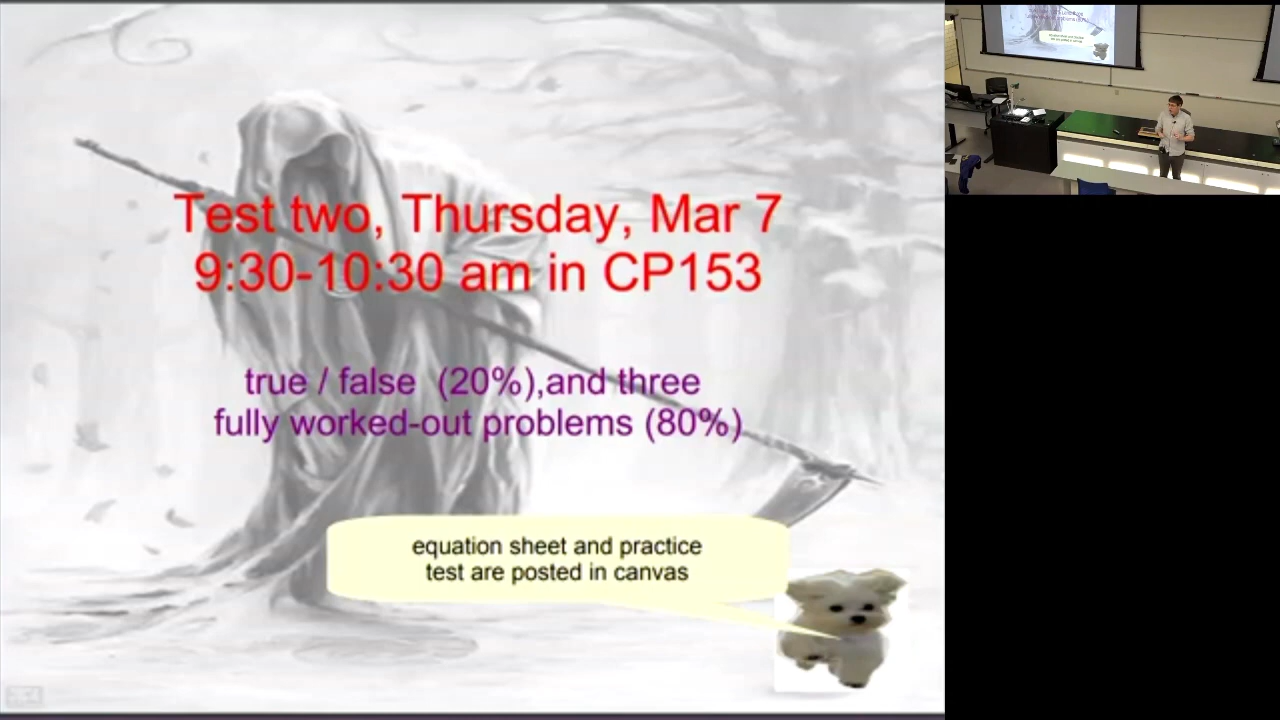 Test two, Thursday, Mar 7
9:30-10:30 am in CP153
true / false  (20%),and three
fully worked-out problems (80%)
equation sheet and practice
test are posted in canvas